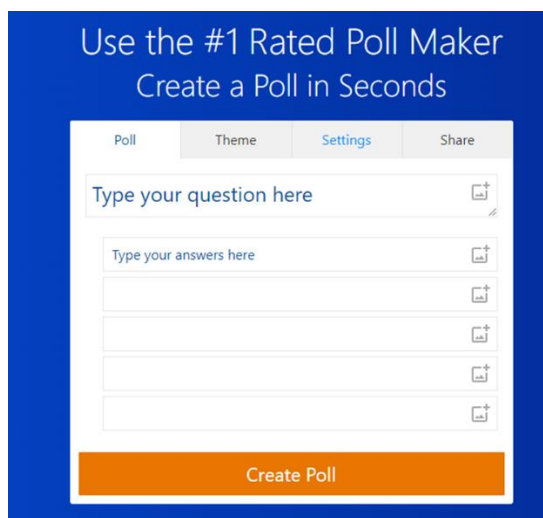 Use the #1 Rated Poll Maker
Create a Poll in Seconds
Poll Theme Settings Share
Type your question here
Type your answers here
Create Poll